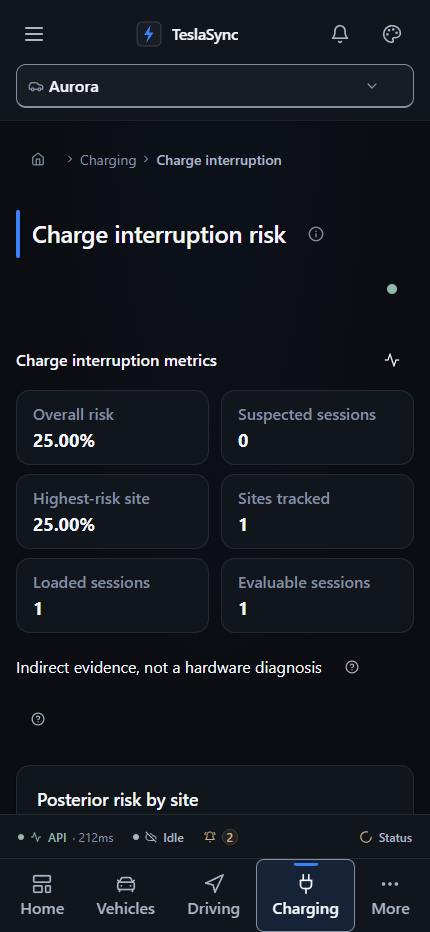 TeslaSync
Aurora
Charging > Charge interruption
Charge interruption risk
Charge interruption metrics
Overall risk
25.00%
Suspected sessions
0
Highest-risk site
25.00%
Sites tracked
1
Loaded sessions
1
Evaluable sessions
1
Indirect evidence, not a hardware diagnosis
Posterior risk by site
API · 212ms
Idle
2
Status
Home
Vehicles
Driving
Charging
More